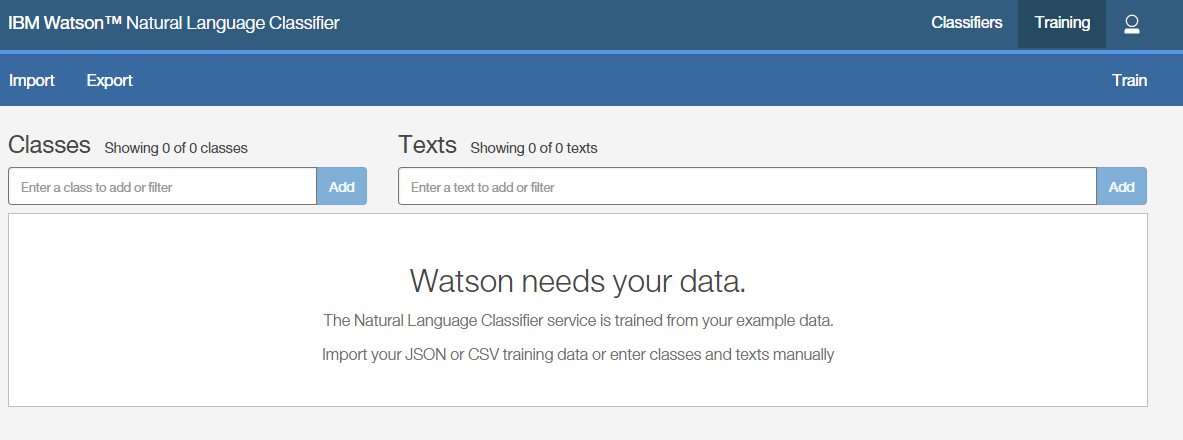 IBM Watson™ Natural Language Classifier Classifiers Training
Import Export Train
Classes Showing 0 of 0 classes Texts Showing 0 of 0 texts
Enter a class to add or filter Add Enter a text to add or filter Add
Watson needs your data.
The Natural Language Classifier service is trained from your example data.
Import your JSON or CSV training data or enter classes and texts manually